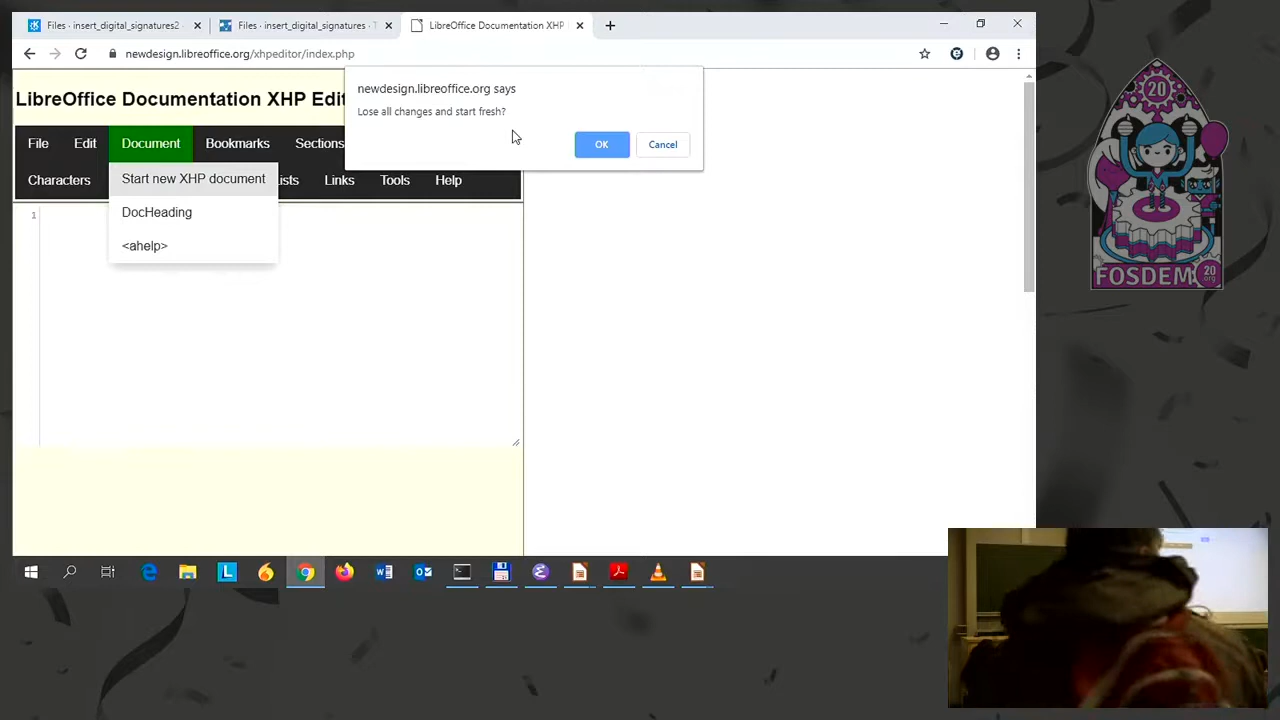 Files · insert_digital_signatures2 ·
Files · insert_digital_signatures · T
LibreOffice Documentation XHP
newdesign.libreoffice.org/xhpeditor/index.php
newdesign.libreoffice.org says
Lose all changes and start fresh?
OK
Cancel
LibreOffice Documentation XHP Edit
File
Edit
Document
Bookmarks
Sections
Characters
ists
Links
Tools
Help
Start new XHP document
DocHeading
<ahelp>
1
20
FOSDEM
20
.org